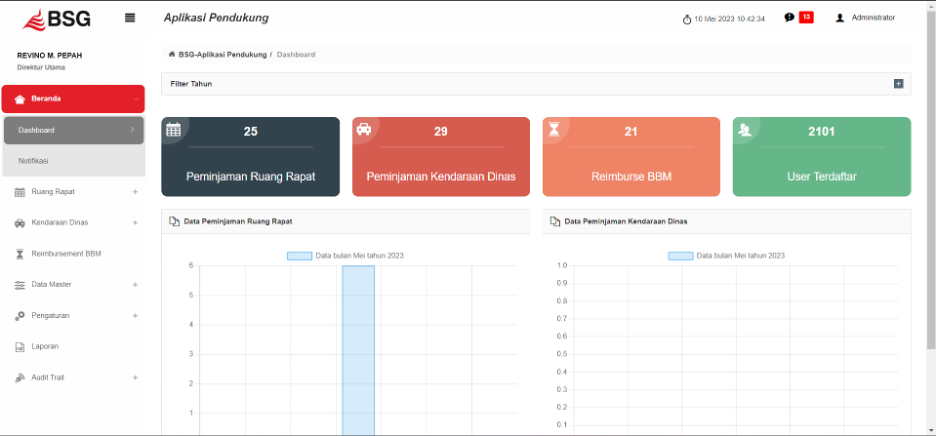 BSG
Aplikasi Pendukung
10 Mei 2023 10:42:34
13
Administrator
REVINO M. PEPAH
Direktur Utama
BSG-Aplikasi Pendukung / Dashboard
Filter Tahun
Beranda
Dashboard
Notifikasi
Ruang Rapat
Kendaraan Dinas
Reimbursement BBM
Data Master
Pengaturan
Laporan
Audit Trail
25
Peminjaman Ruang Rapat
29
Peminjaman Kendaraan Dinas
21
Reimburse BBM
2101
User Terdaftar
Data Peminjaman Ruang Rapat
Data bulan Mei tahun 2023
6
5
4
3
2
1
Data Peminjaman Kendaraan Dinas
Data bulan Mei tahun 2023
1.0
0.9
0.8
0.7
0.6
0.5
0.4
0.3
0.2
0.1